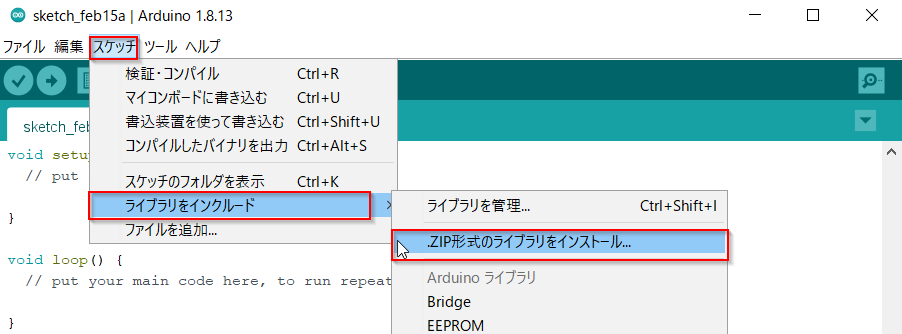 sketch_feb15a | Arduino 1.8.13
ファイル 編集 スケッチ ツール ヘルプ
検証・コンパイル Ctrl+R
マイコンボードに書き込む Ctrl+U
書込装置を使って書き込む Ctrl+Shift+U
コンパイルしたバイナリを出力 Ctrl+Alt+S
スケッチのフォルダを表示 Ctrl+K
ライブラリをインクルード
ファイルを追加...
ライブラリを管理... Ctrl+Shift+I
.ZIP形式のライブラリをインストール...
Arduino ライブラリ
Bridge
EEPROM
sketch_feb
void setup
// put
}
void loop() {
// put your main code here, to run repeat
}